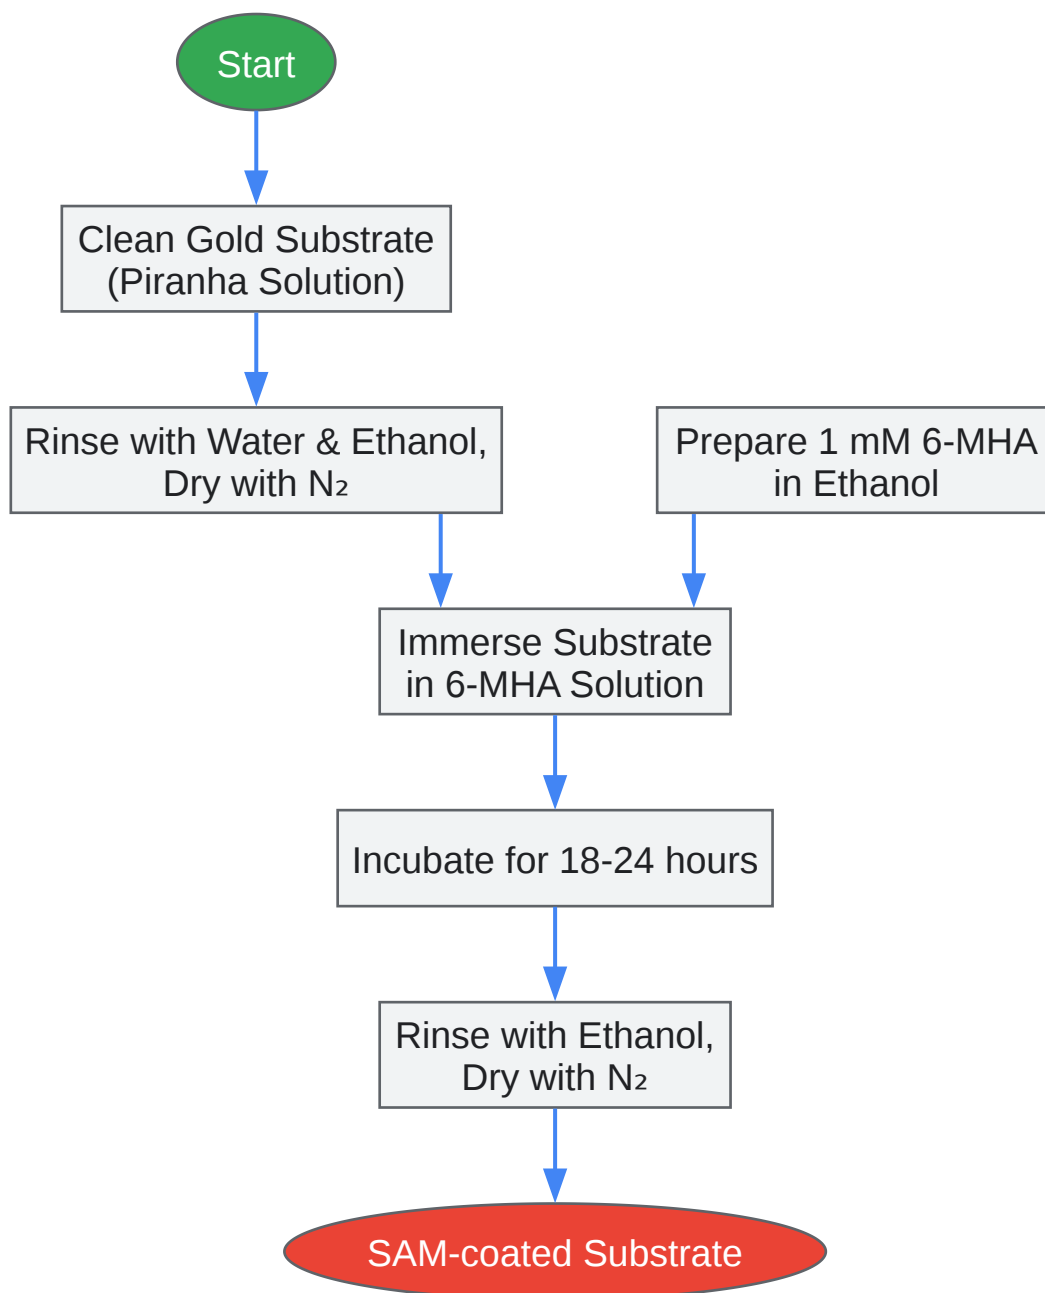 Start
Clean Gold Substrate
(Piranha Solution)
Rinse with Water & Ethanol,
Dry with N₂
Prepare 1 mM 6-MHA
in Ethanol
Immerse Substrate
in 6-MHA Solution
Incubate for 18-24 hours
Rinse with Ethanol,
Dry with N₂
SAM-coated Substrate